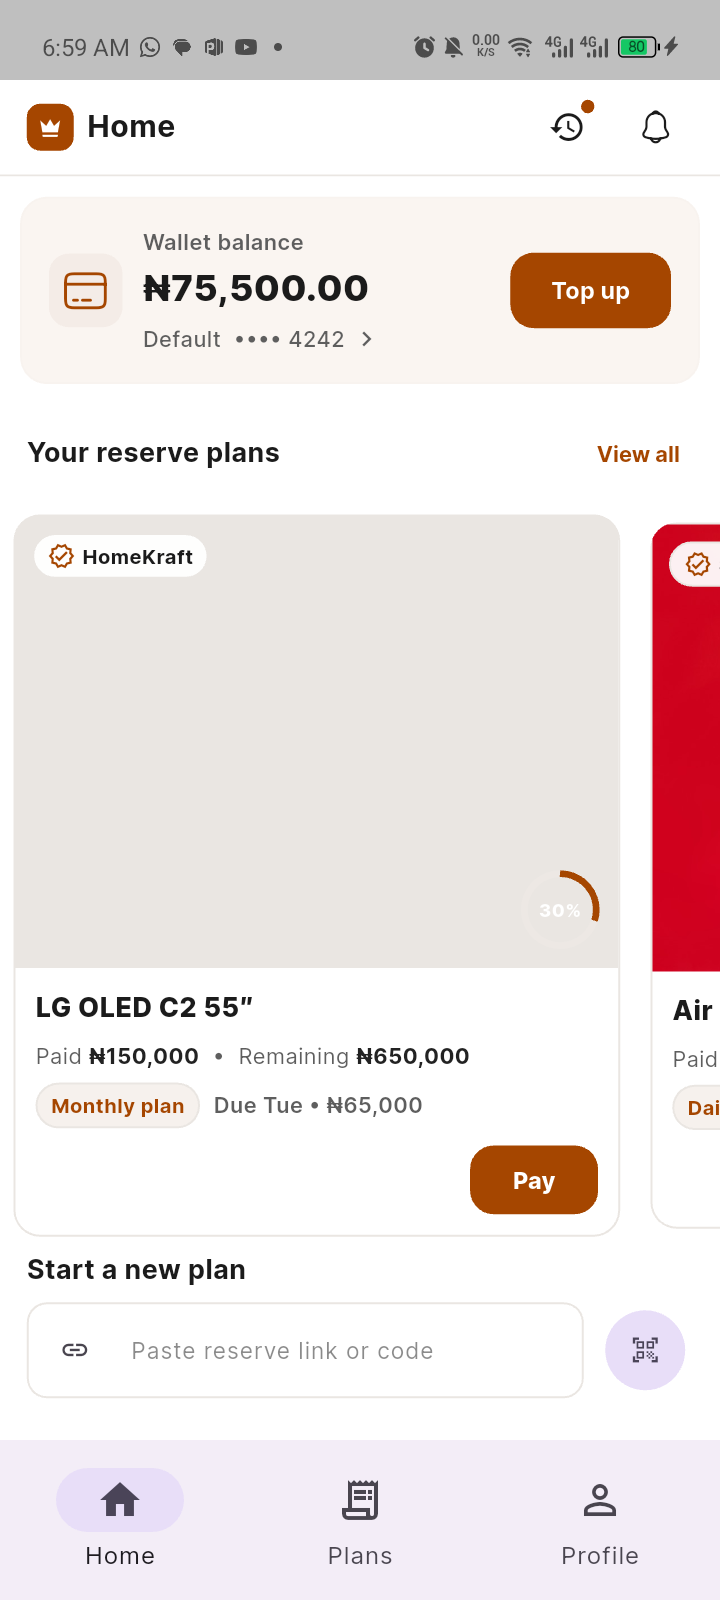 6:59 AM
0.00
K/S
4G
4G
80
Home
Wallet balance
₦75,500.00
Default •••• 4242
Top up
Your reserve plans
View all
HomeKraft
30%
LG OLED C2 55″
Paid ₦150,000 • Remaining ₦650,000
Monthly plan
Due Tue • ₦65,000
Pay
Air
Paid
Dai
Start a new plan
Paste reserve link or code
Home
Plans
Profile